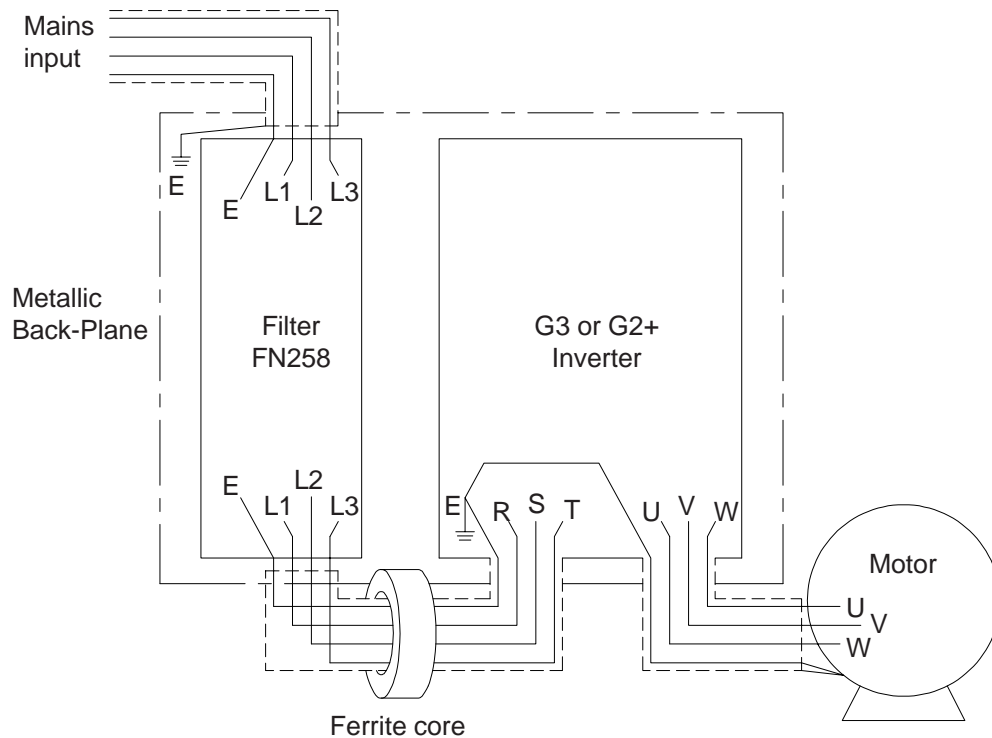 Mains
input
E
E
L1
L2
L3
Metallic
Back-Plane
Filter
FN258
G3 or G2+
Inverter
E
L1
L2
L3
E
R
S
T
U
V
W
Motor
U
V
W
Ferrite core